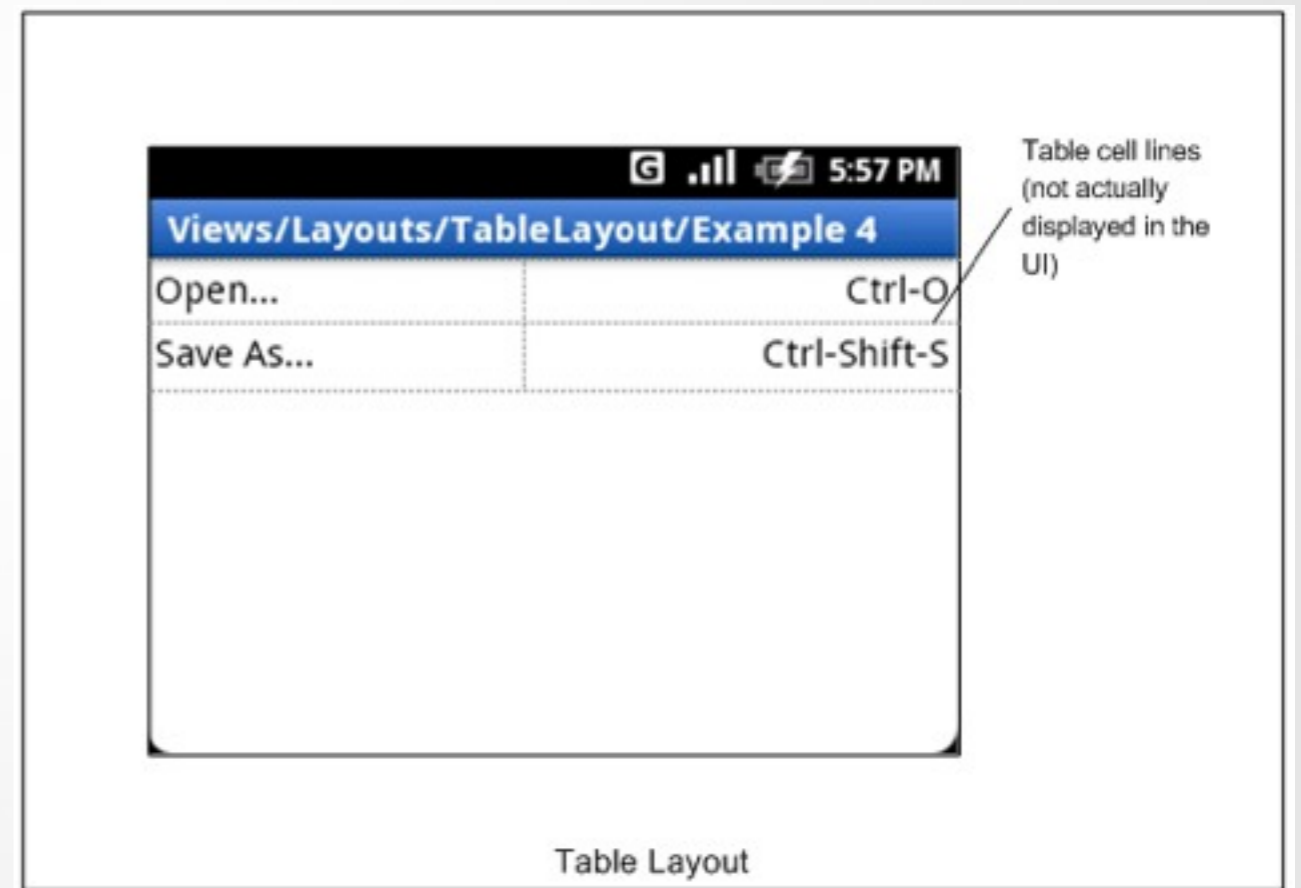 G 5:57 PM
Views/Layouts/TableLayout/Example 4
Open... Ctrl-O
Save As... Ctrl-Shift-S
Table cell lines
(not actually
displayed in the
UI)
Table Layout